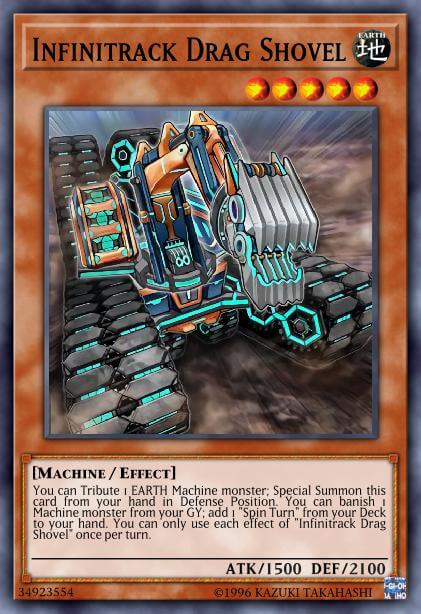 INFINITRACK DRAG SHOVEL
EARTH
地
[MACHINE / EFFECT]
You can Tribute 1 EARTH Machine monster; Special Summon this
card from your hand in Defense Position. You can banish 1
Machine monster from your GY; add 1 "Spin Turn" from your Deck
to your hand. You can only use each effect of "Infinitrack Drag
Shovel" once per turn.
ATK/1500 DEF/2100
34923554
©1996 KAZUKI TAKAHASHI